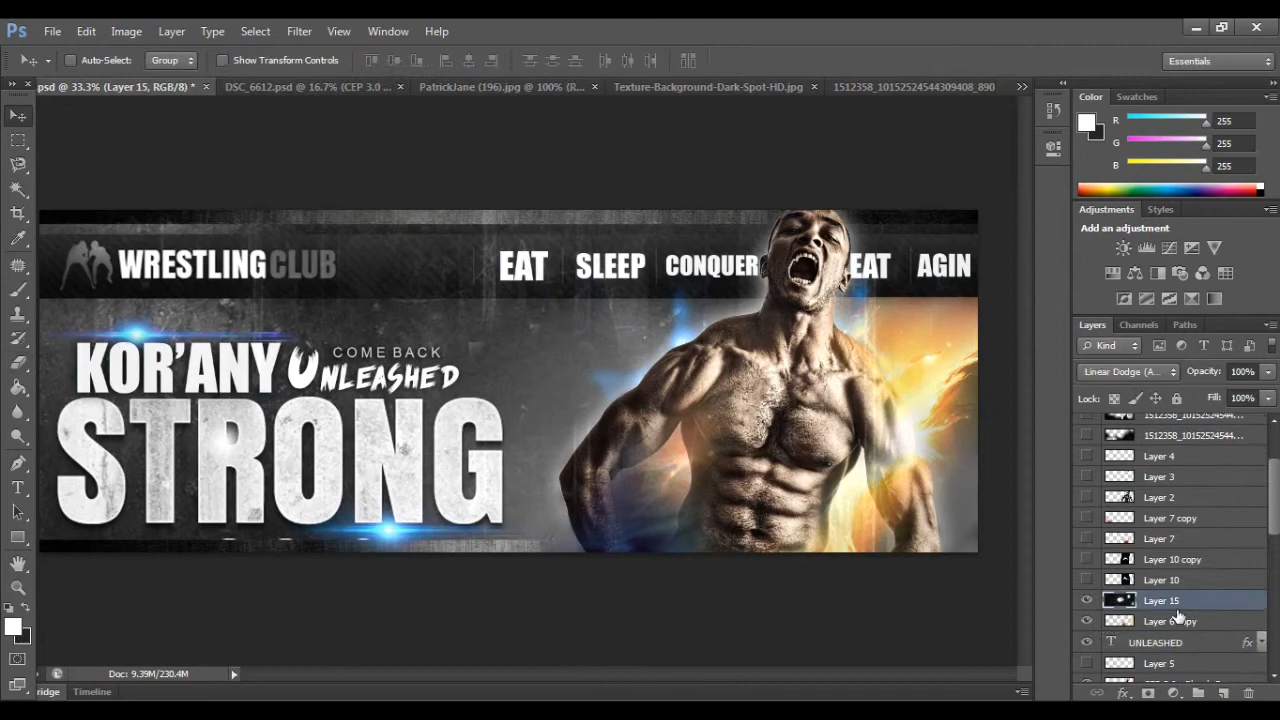 Ps File Edit Image Layer Type Select Filter View Window Help
Auto-Select: Group Show Transform Controls Essentials
psd @ 33.3% (Layer 15, RGB/8) * DSC_6612.psd @ 16.7% (CEP 3.0 ... PatrickJane (196).jpg @ 100% (R... Texture-Background-Dark-Spot-HD.jpg 1512358_10152524544309408_890
Color Swatches
R 255
G 255
B 255
Adjustments Styles
Add an adjustment
WRESTLINGCLUB EAT SLEEP CONQUER EAT AGIN
KOR'ANY UNLEASHED COME BACK
STRONG
Layers Channels Paths
Kind
Linear Dodge (A... Opacity: 100%
Lock: Fill: 100%
1512358_10152524544...
1512358_10152524544...
Layer 4
Layer 3
Layer 2
Layer 7 copy
Layer 7
Layer 10 copy
Layer 10
Layer 15
Layer 6 copy
T UNLEASHED fx
Layer 5
Doc: 9.39M/230.4M
ridge Timeline